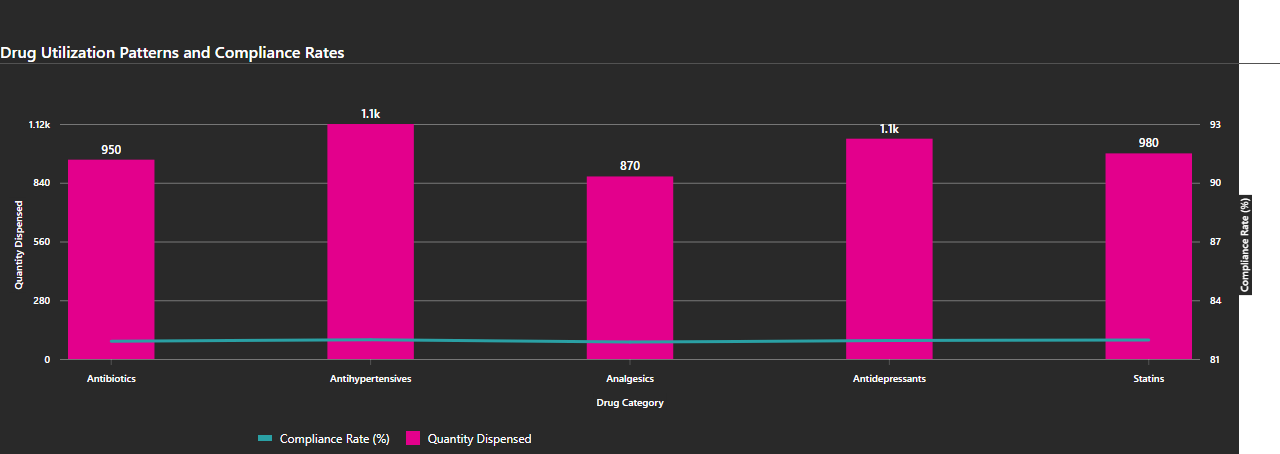 Drug Utilization Patterns and Compliance Rates
1.12k
840
560
280
0
Quantity Dispensed
950
1.1k
870
1.1k
980
93
90
87
84
81
Compliance Rate (%)
Antibiotics
Antihypertensives
Analgesics
Antidepressants
Statins
Drug Category
Compliance Rate (%)
Quantity Dispensed